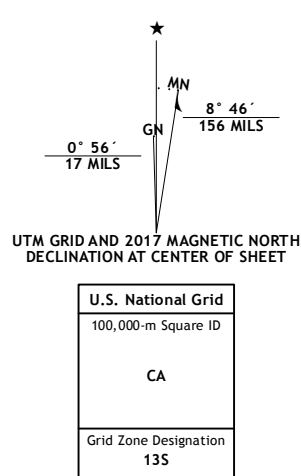 MN
8° 46´
156 MILS
GN
0° 56´
17 MILS
UTM GRID AND 2017 MAGNETIC NORTH
DECLINATION AT CENTER OF SHEET
U.S. National Grid
100,000-m Square ID
CA
Grid Zone Designation
13S